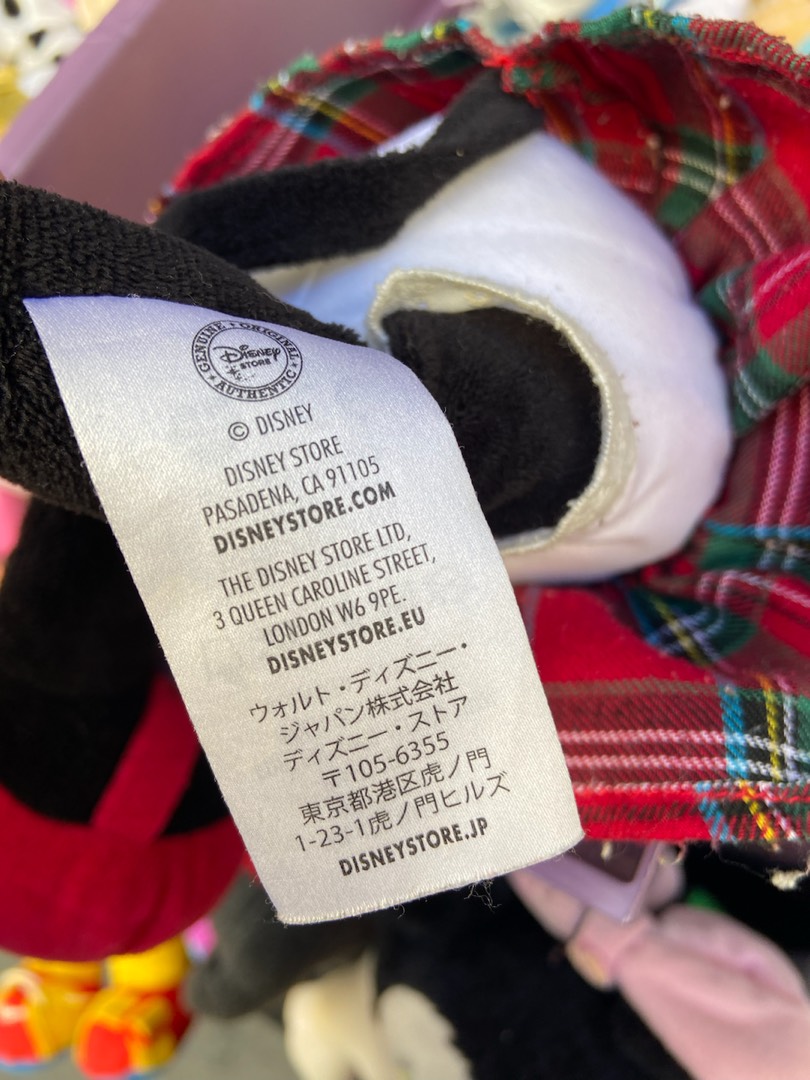 GENUINE · ORIGINAL
Disney
STORE
AUTHENTIC
© DISNEY
DISNEY STORE
PASADENA, CA 91105
DISNEYSTORE.COM
THE DISNEY STORE LTD,
3 QUEEN CAROLINE STREET,
LONDON W6 9PE.
DISNEYSTORE.EU
ウォルト・ディズニー・
ジャパン株式会社
ディズニー・ストア
〒105-6355
東京都港区虎ノ門
1-23-1虎ノ門ヒルズ
DISNEYSTORE.JP